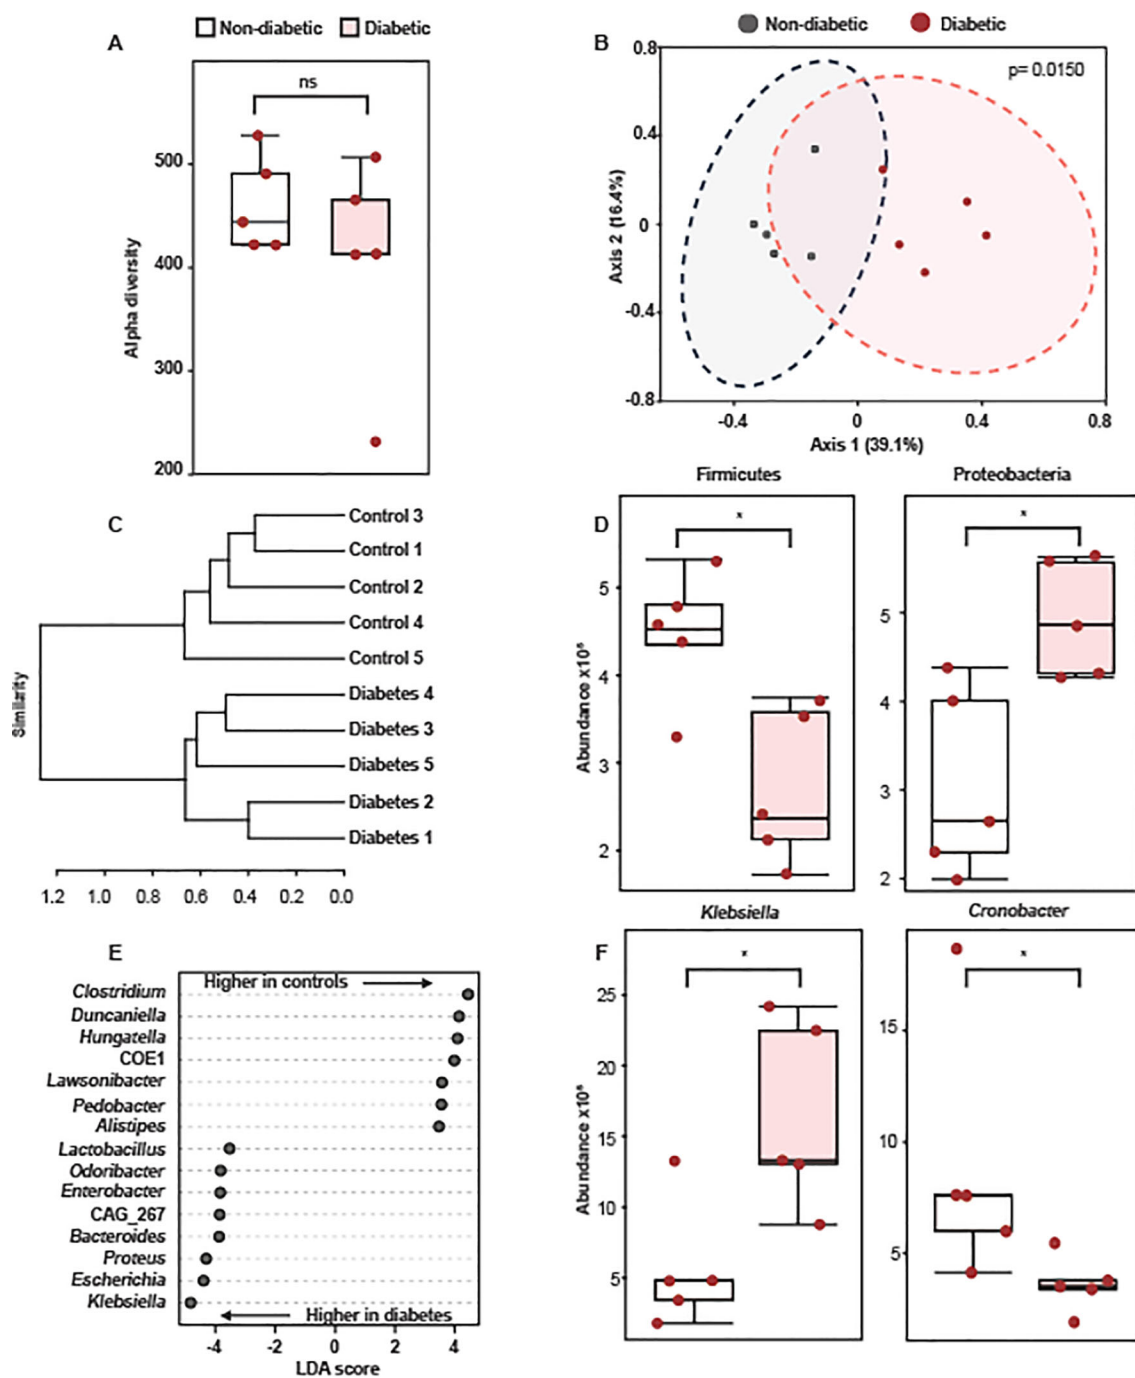 A
Non-diabetic
Diabetic
ns
Alpha diversity
500
400
300
200
B
Non-diabetic
Diabetic
p= 0.0150
Axis 2 (16.4%)
0.8
0.4
0
-0.4
-0.8
-0.4
0
0.4
0.8
Axis 1 (39.1%)
C
Similarity
Control 3
Control 1
Control 2
Control 4
Control 5
Diabetes 4
Diabetes 3
Diabetes 5
Diabetes 2
Diabetes 1
1.2 1.0 0.8 0.6 0.4 0.2 0.0
D
Firmicutes
Proteobacteria
x
x
Abundance x10⁵
5
4
3
2
5
4
3
2
E
Higher in controls
Clostridium
Duncaniella
Hungatella
COE1
Lawsonibacter
Pedobacter
Alistipes
Lactobacillus
Odoribacter
Enterobacter
CAG_267
Bacteroides
Proteus
Escherichia
Klebsiella
Higher in diabetes
-4 -2 0 2 4
LDA score
F
Klebsiella
Cronobacter
x
x
Abundance x10⁵
25
20
15
10
5
15
10
5